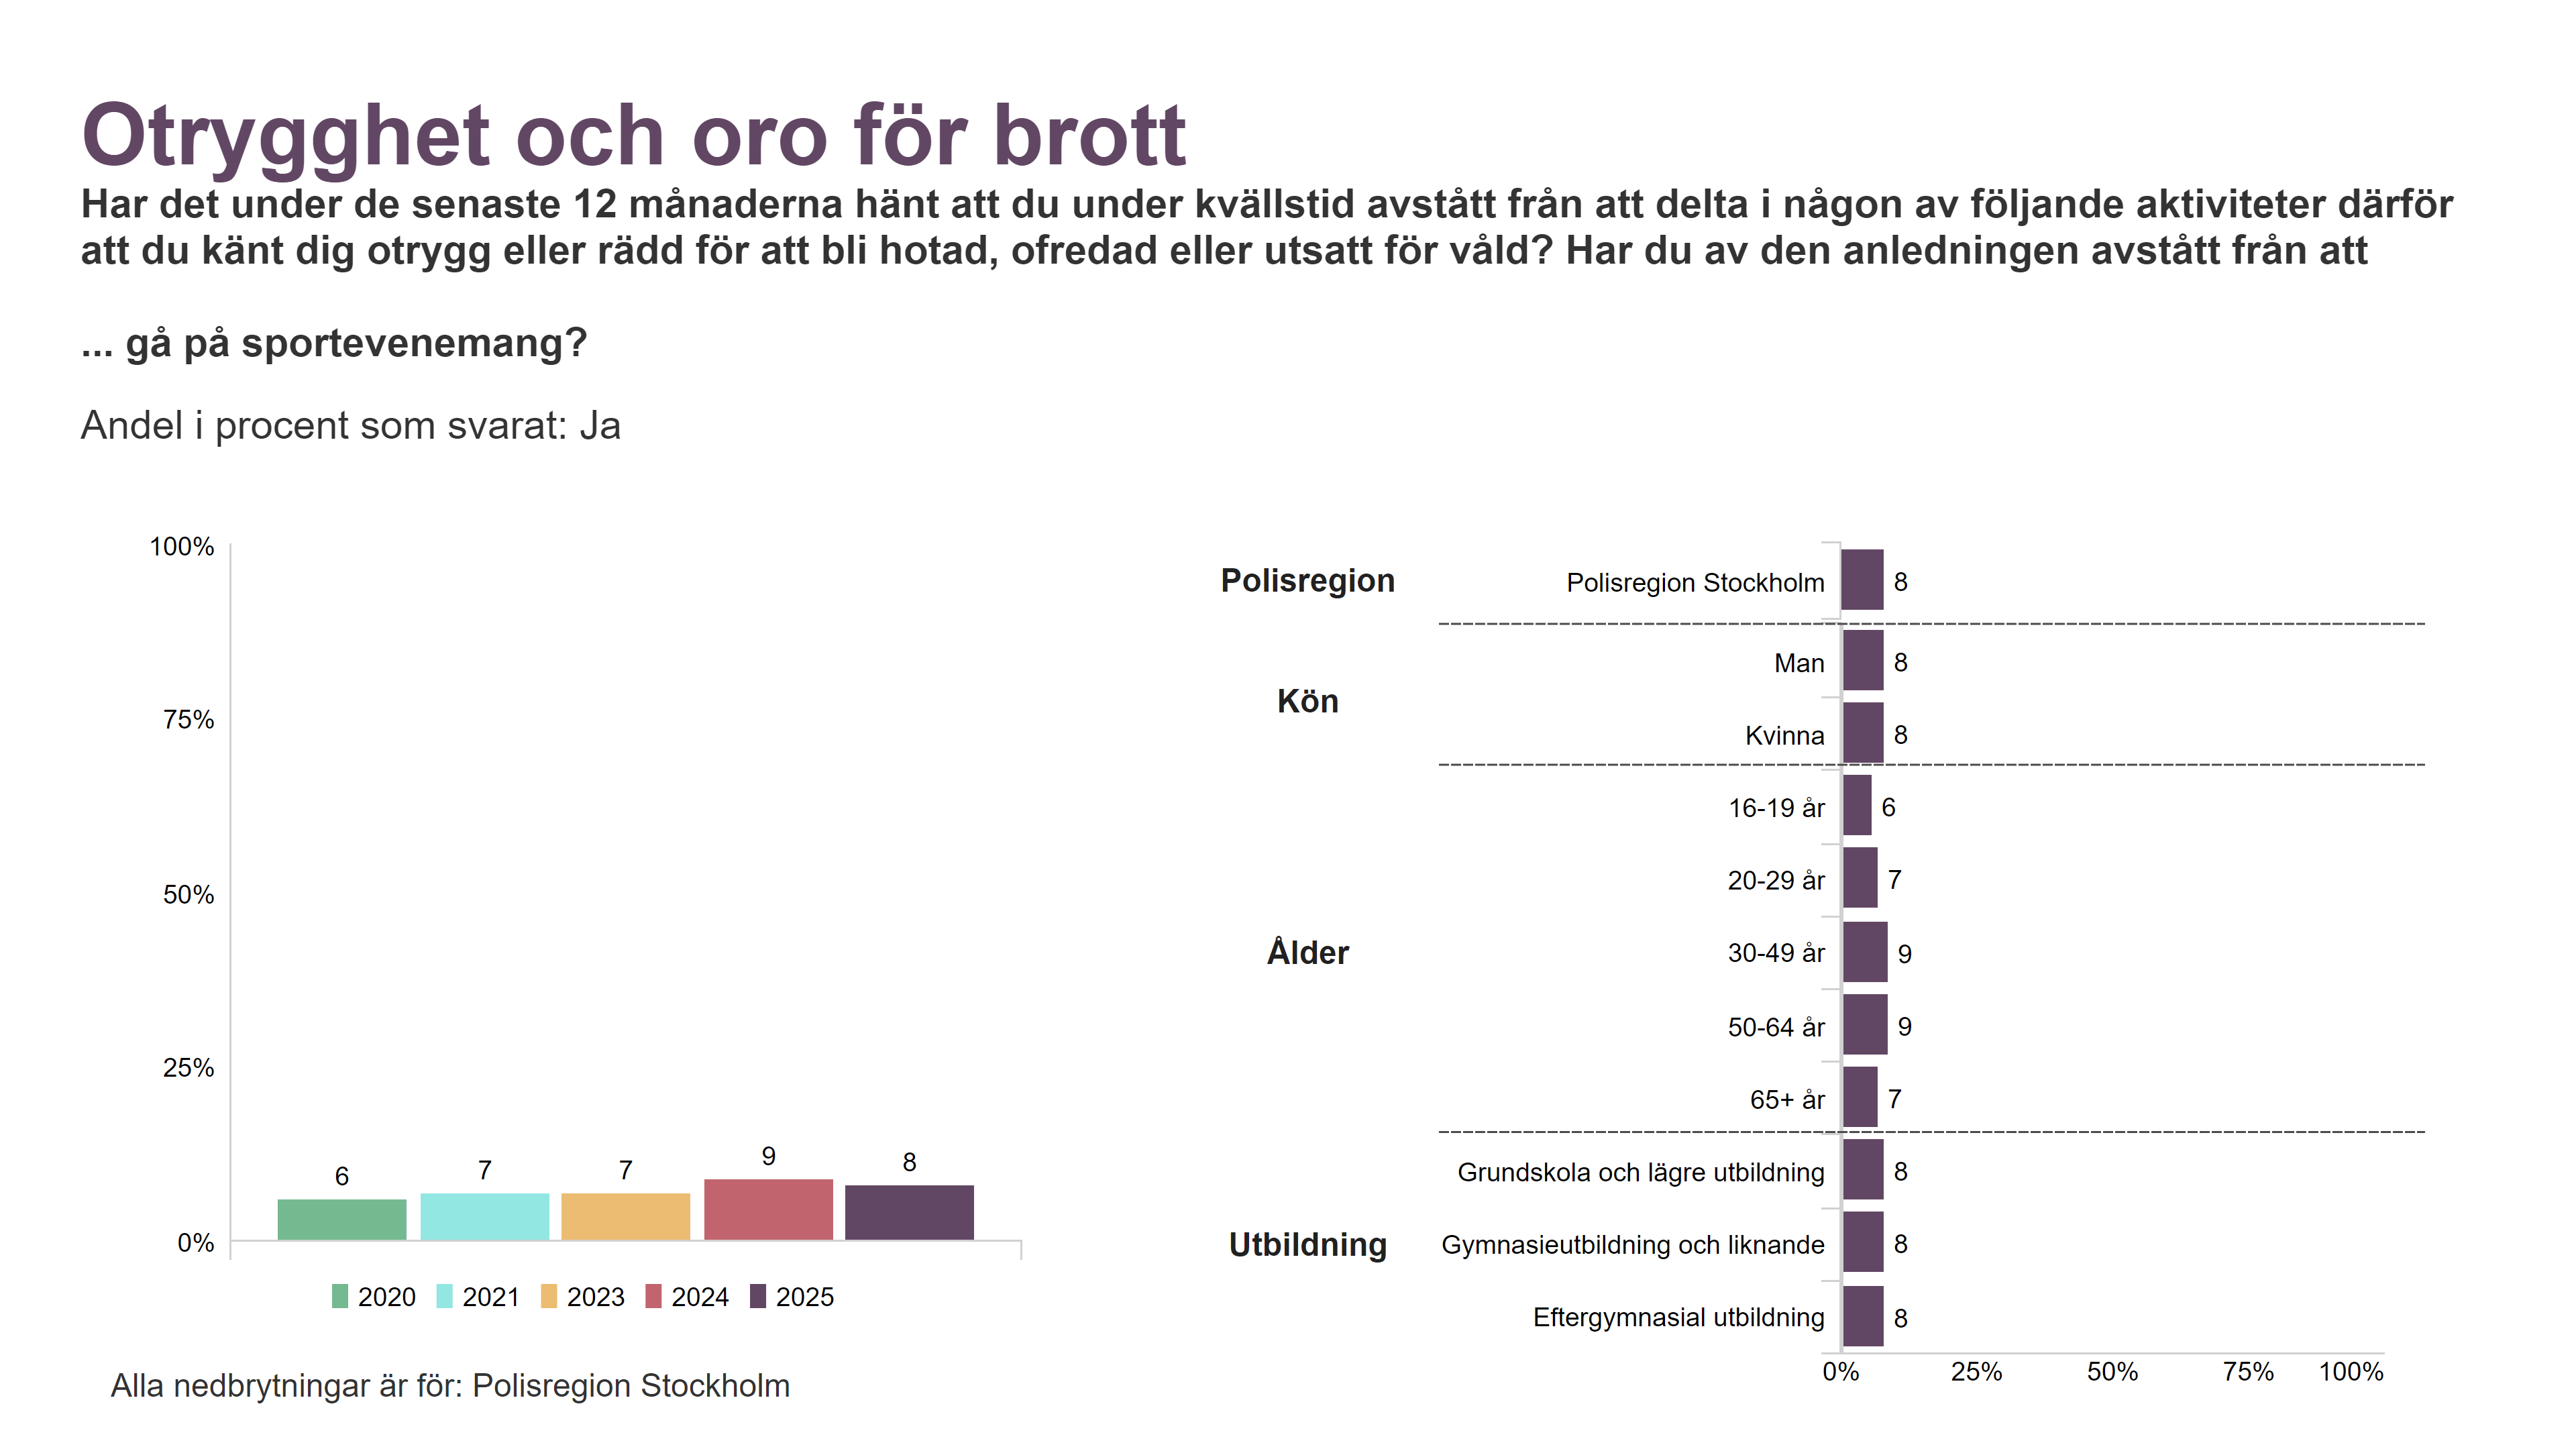 Otrygghet och oro för brott
Har det under de senaste 12 månaderna hänt att du under kvällstid avstått från att delta i någon av följande aktiviteter därför
att du känt dig otrygg eller rädd för att bli hotad, ofredad eller utsatt för våld? Har du av den anledningen avstått från att
... gå på sportevenemang?
Andel i procent som svarat: Ja
100%
75%
50%
25%
0%
6
7
7
9
8
2020 2021 2023 2024 2025
Alla nedbrytningar är för: Polisregion Stockholm
Polisregion
Polisregion Stockholm 8
Kön
Man 8
Kvinna 8
Ålder
16-19 år 6
20-29 år 7
30-49 år 9
50-64 år 9
65+ år 7
Utbildning
Grundskola och lägre utbildning 8
Gymnasieutbildning och liknande 8
Eftergymnasial utbildning 8
0% 25% 50% 75% 100%